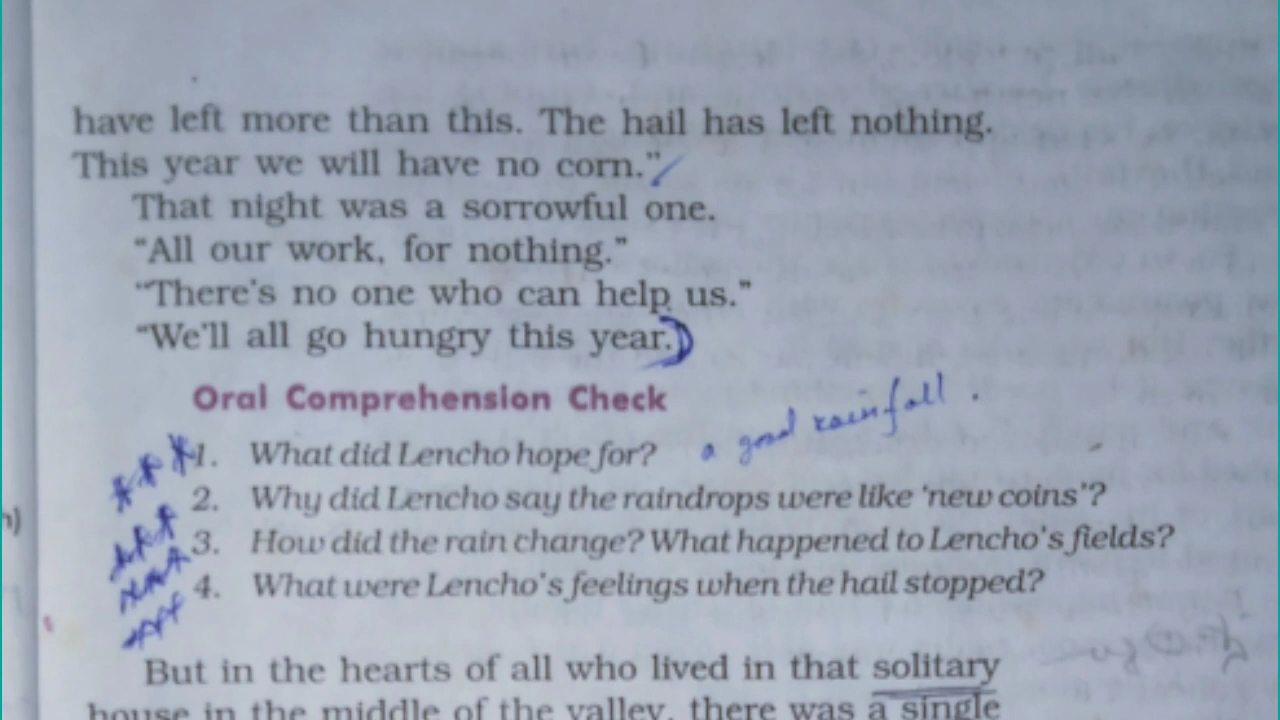 have left more than this. The hail has left nothing.
This year we will have no corn."
That night was a sorrowful one.
"All our work, for nothing."
"There's no one who can help us."
"We'll all go hungry this year."
Oral Comprehension Check
a good rainfall.
1. What did Lencho hope for?
2. Why did Lencho say the raindrops were like 'new coins'?
3. How did the rain change? What happened to Lencho's fields?
4. What were Lencho's feelings when the hail stopped?
But in the hearts of all who lived in that solitary
house in the middle of the valley, there was a single